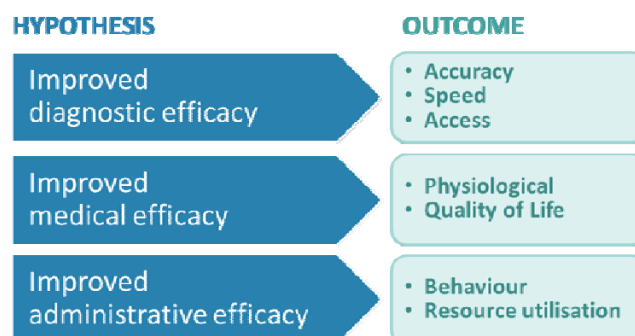 HYPOTHESIS
OUTCOME
Improved
diagnostic efficacy
• Accuracy
• Speed
• Access
Improved
medical efficacy
• Physiological
• Quality of Life
Improved
administrative efficacy
• Behaviour
• Resource utilisation